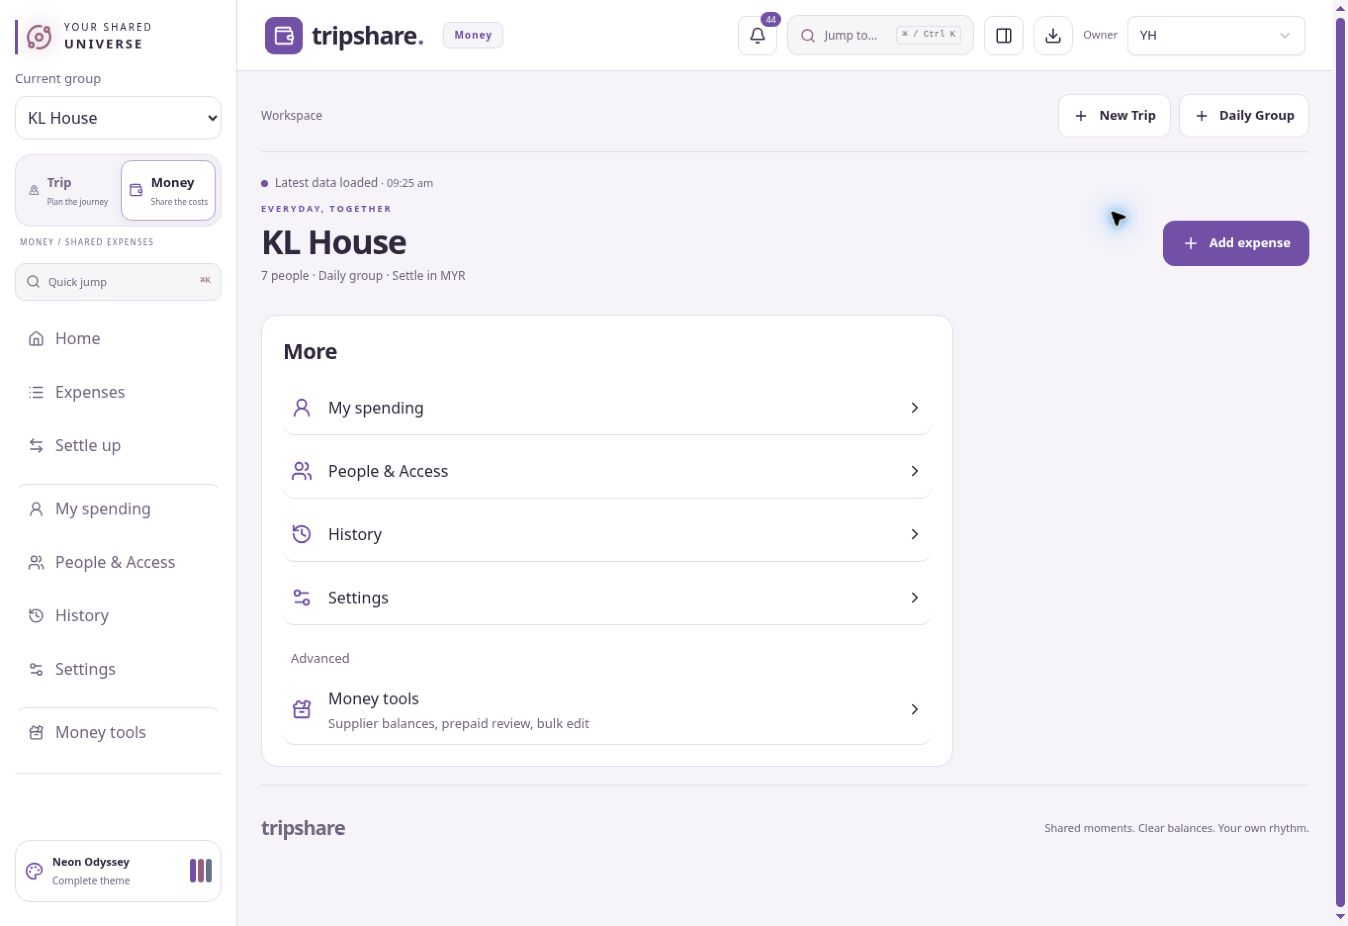 YOUR SHARED
UNIVERSE
Current group
KL House
Trip
Plan the journey
Money
Share the costs
MONEY / SHARED EXPENSES
Quick jump
⌘K
Home
Expenses
Settle up
My spending
People & Access
History
Settings
Money tools
Neon Odyssey
Complete theme
tripshare.
Money
44
Jump to...
⌘ / Ctrl K
Owner
YH
Workspace
New Trip
Daily Group
Latest data loaded · 09:25 am
EVERYDAY, TOGETHER
KL House
7 people · Daily group · Settle in MYR
Add expense
More
My spending
People & Access
History
Settings
Advanced
Money tools
Supplier balances, prepaid review, bulk edit
tripshare
Shared moments. Clear balances. Your own rhythm.